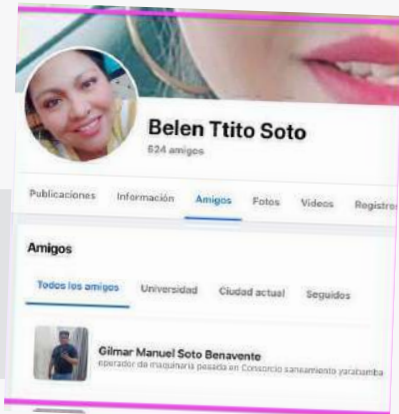 Belen Ttito Soto
624 amigos
Publicaciones Información Amigos Fotos Videos Registros
Amigos
Todos los amigos Universidad Ciudad actual Seguidos
Gilmar Manuel Soto Benavente
operador de maquinaria pesada en Consorcio saneamiento yarabamba